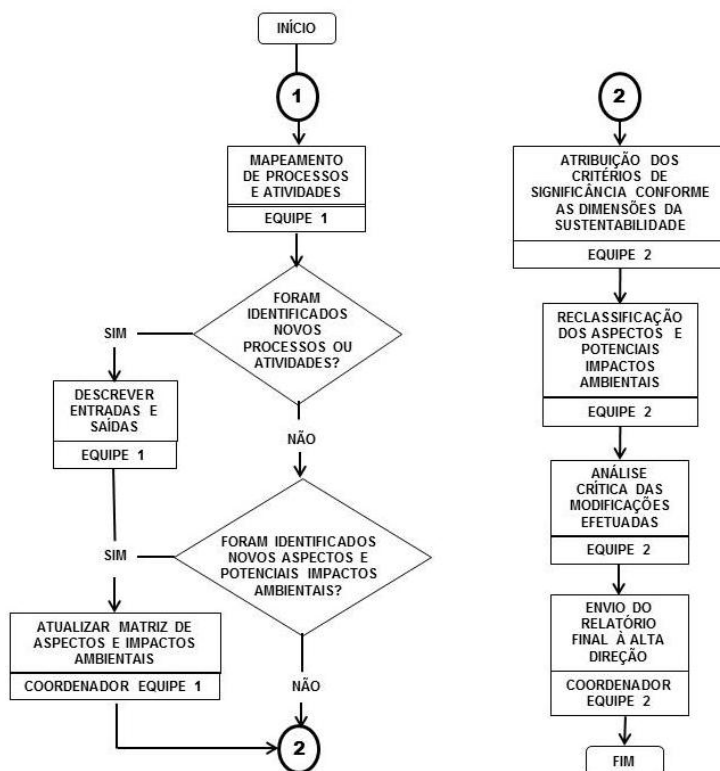 INÍCIO
1
MAPEAMENTO
DE PROCESSOS
E ATIVIDADES
EQUIPE 1
FORAM
IDENTIFICADOS
NOVOS
PROCESSOS OU
ATIVIDADES?
SIM
DESCREVER
ENTRADAS E
SAÍDAS
EQUIPE 1
NÃO
FORAM IDENTIFICADOS
NOVOS ASPECTOS E
POTENCIAIS IMPACTOS
AMBIENTAIS?
SIM
ATUALIZAR MATRIZ DE
ASPECTOS E IMPACTOS
AMBIENTAIS
COORDENADOR EQUIPE 1
NÃO
2
2
ATRIBUIÇÃO DOS
CRITÉRIOS DE
SIGNIFICÂNCIA CONFORME
AS DIMENSÕES DA
SUSTENTABILIDADE
EQUIPE 2
RECLASSIFICAÇÃO
DOS ASPECTOS E
POTENCIAIS
IMPACTOS
AMBIENTAIS
EQUIPE 2
ANÁLISE
CRÍTICA DAS
MODIFICAÇÕES
EFETUADAS
EQUIPE 2
ENVIO DO
RELATÓRIO
FINAL À ALTA
DIREÇÃO
COORDENADOR
EQUIPE 2
FIM